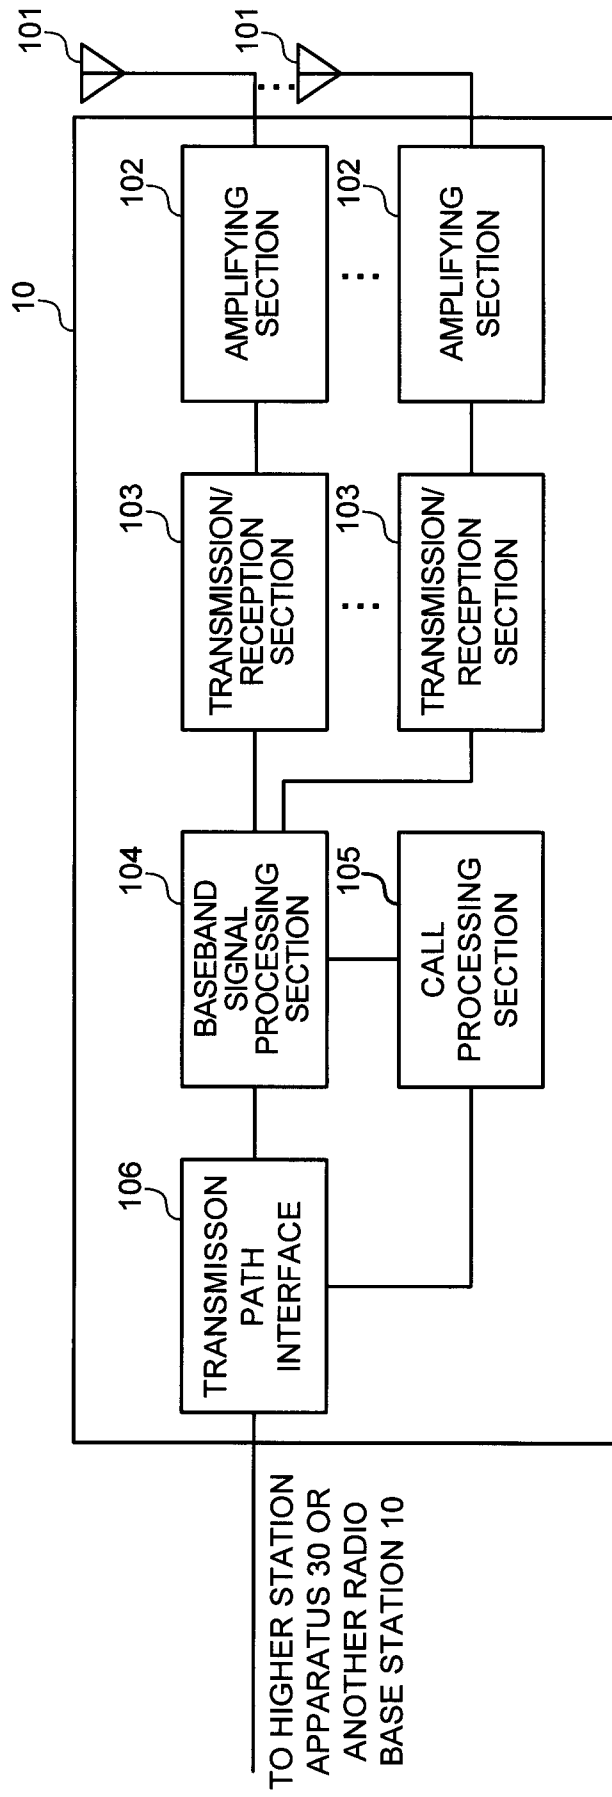 10
101
101
102
AMPLIFYING
SECTION
102
AMPLIFYING
SECTION
103
TRANSMISSION/
RECEPTION
SECTION
103
TRANSMISSION/
RECEPTION
SECTION
104
BASEBAND
SIGNAL
PROCESSING
SECTION
105
CALL
PROCESSING
SECTION
106
TRANSMISSON
PATH
INTERFACE
TO HIGHER STATION
APPARATUS 30 OR
ANOTHER RADIO
BASE STATION 10